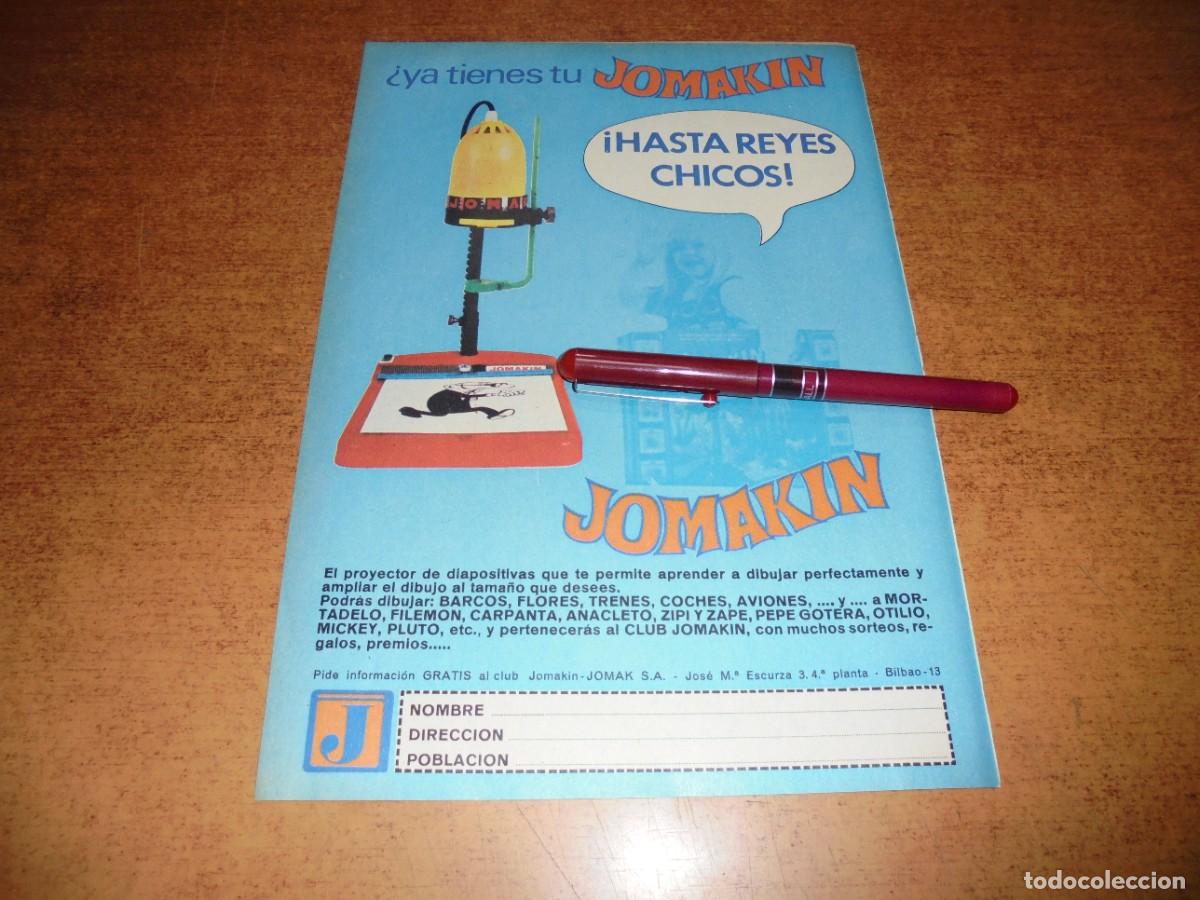 ¿ya tienes tu JOMAKIN
¡HASTA REYES
CHICOS!
JOMA
JOMAKIN
JOMAKIN
El proyector de diapositivas que te permite aprender a dibujar perfectamente y
ampliar el dibujo al tamaño que desees.
Podrás dibujar: BARCOS, FLORES, TRENES, COCHES, AVIONES, .... y .... a MOR-
TADELO, FILEMON, CARPANTA, ANACLETO, ZIPI Y ZAPE, PEPE GOTERA, OTILIO,
MICKEY, PLUTO, etc., y pertenecerás al CLUB JOMAKIN, con muchos sorteos, re-
galos, premios.....
Pide información GRATIS al club Jomakin-JOMAK S.A. - José M.ª Escurza 3. 4.ª planta - Bilbao-13
J
NOMBRE
DIRECCION
POBLACION
todocoleccion